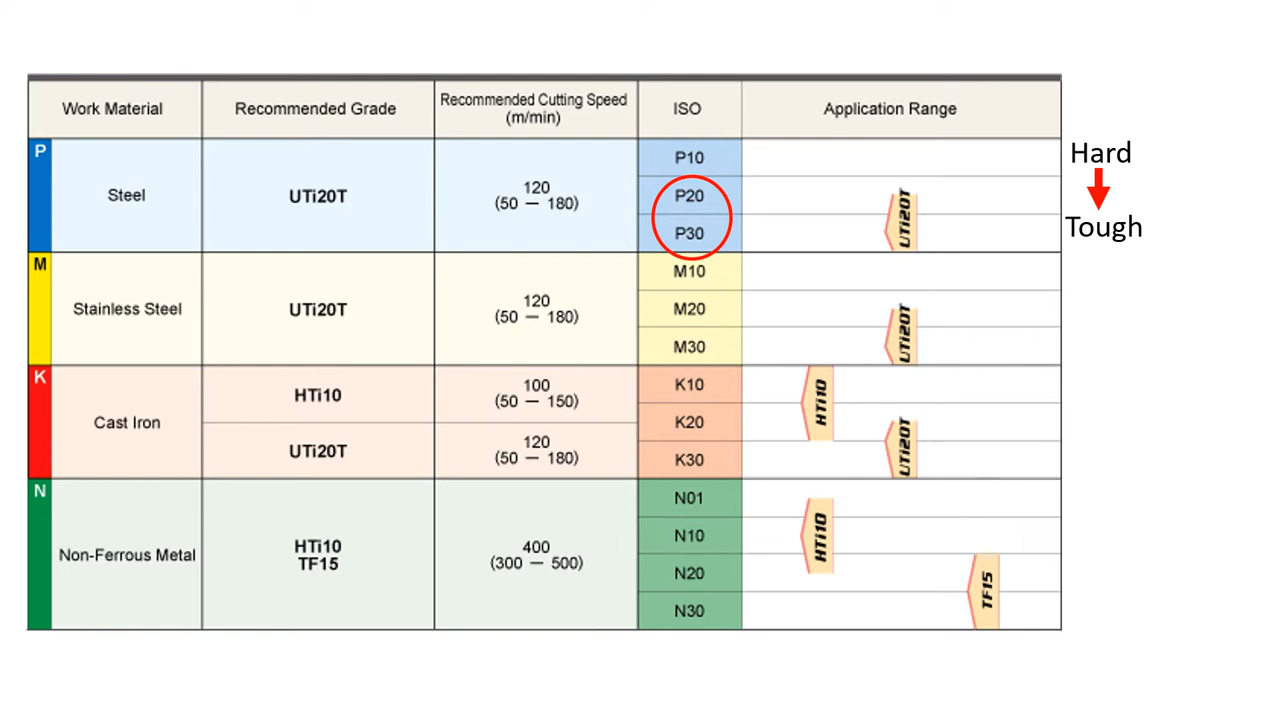 Work Material
Recommended Grade
Recommended Cutting Speed
(m/min)
ISO
Application Range
Hard
Tough
P
Steel
UTi20T
120
(50 — 180)
P10
P20
P30
UTi20T
M
Stainless Steel
UTi20T
120
(50 — 180)
M10
M20
M30
UTi20T
K
Cast Iron
HTi10
100
(50 — 150)
UTi20T
120
(50 — 180)
K10
K20
K30
HTi10
UTi20T
N
Non-Ferrous Metal
HTi10
TF15
400
(300 — 500)
N01
N10
N20
N30
HTi10
TF15